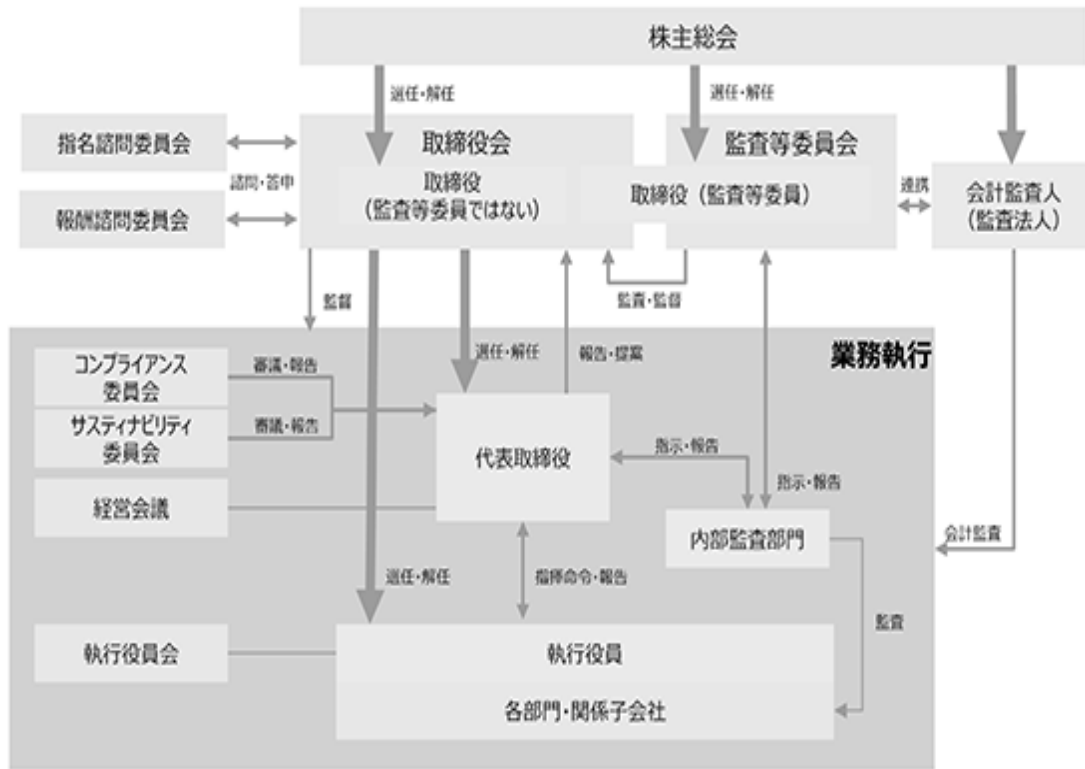 株主総会
選任・解任
選任・解任
指名諮問委員会
取締役会
監査等委員会
諮問・答申
取締役
(監査等委員ではない)
取締役(監査等委員)
連携
会計監査人
(監査法人)
報酬諮問委員会
監督
監査・監督
業務執行
コンプライアンス
委員会
審議・報告
選任・解任
報告・提案
サスティナビリティ
委員会
審議・報告
代表取締役
指示・報告
指示・報告
経営会議
内部監査部門
会計監査
選任・解任
指揮命令・報告
監査
執行役員会
執行役員
各部門・関係子会社